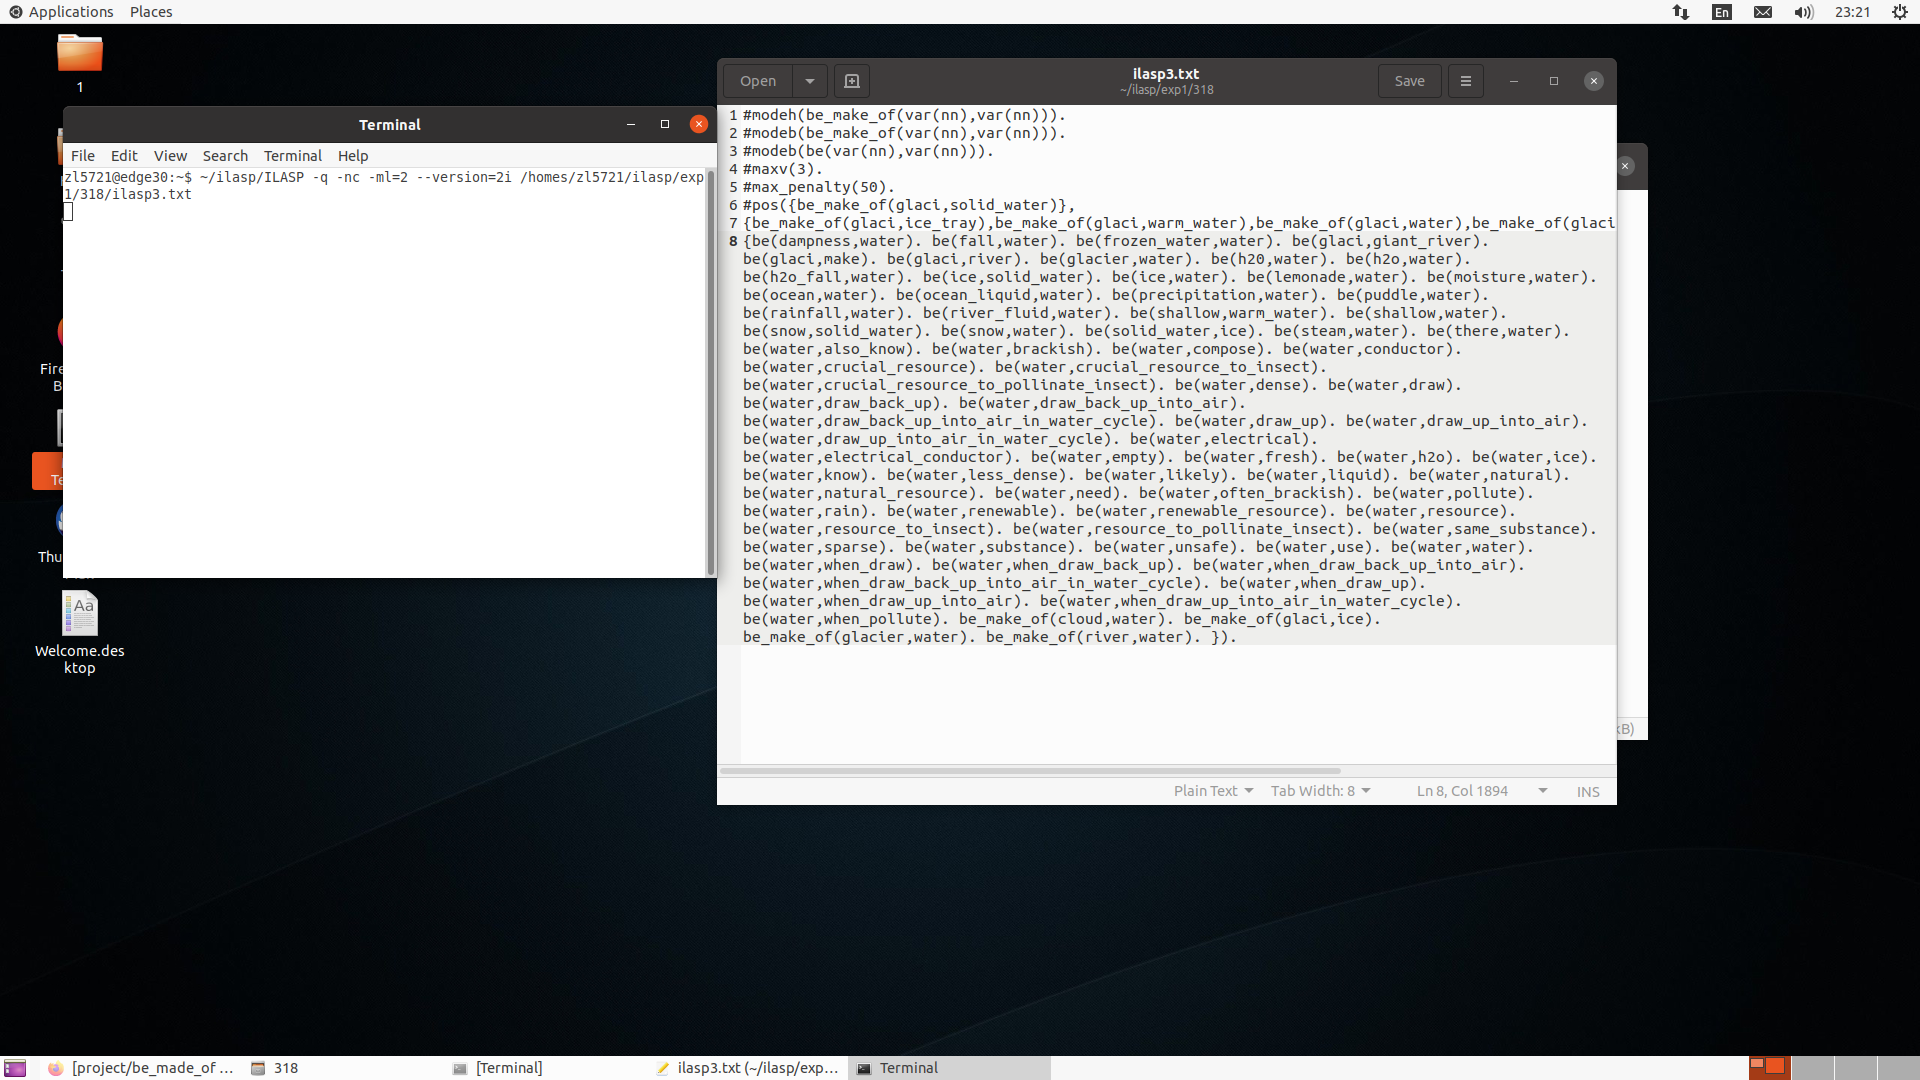 Applications Places
En 23:21
1
Terminal
File Edit View Search Terminal Help
zl5721@edge30:~$ ~/ilasp/ILASP -q -nc -ml=2 --version=2i /homes/zl5721/ilasp/exp
1/318/ilasp3.txt
Fire
B
Te
Thu
Aa
Welcome.des
ktop
Open
ilasp3.txt
~/ilasp/exp1/318
Save
1 #modeh(be_make_of(var(nn),var(nn))).
2 #modeb(be_make_of(var(nn),var(nn))).
3 #modeb(be(var(nn),var(nn))).
4 #maxv(3).
5 #max_penalty(50).
6 #pos({be_make_of(glaci,solid_water)},
7 {be_make_of(glaci,ice_tray),be_make_of(glaci,warm_water),be_make_of(glaci,water),be_make_of(glaci
8 {be(dampness,water). be(fall,water). be(frozen_water,water). be(glaci,giant_river).
be(glaci,make). be(glaci,river). be(glacier,water). be(h20,water). be(h2o,water).
be(h2o_fall,water). be(ice,solid_water). be(ice,water). be(lemonade,water). be(moisture,water).
be(ocean,water). be(ocean_liquid,water). be(precipitation,water). be(puddle,water).
be(rainfall,water). be(river_fluid,water). be(shallow,warm_water). be(shallow,water).
be(snow,solid_water). be(snow,water). be(solid_water,ice). be(steam,water). be(there,water).
be(water,also_know). be(water,brackish). be(water,compose). be(water,conductor).
be(water,crucial_resource). be(water,crucial_resource_to_insect).
be(water,crucial_resource_to_pollinate_insect). be(water,dense). be(water,draw).
be(water,draw_back_up). be(water,draw_back_up_into_air).
be(water,draw_back_up_into_air_in_water_cycle). be(water,draw_up). be(water,draw_up_into_air).
be(water,draw_up_into_air_in_water_cycle). be(water,electrical).
be(water,electrical_conductor). be(water,empty). be(water,fresh). be(water,h2o). be(water,ice).
be(water,know). be(water,less_dense). be(water,likely). be(water,liquid). be(water,natural).
be(water,natural_resource). be(water,need). be(water,often_brackish). be(water,pollute).
be(water,rain). be(water,renewable). be(water,renewable_resource). be(water,resource).
be(water,resource_to_insect). be(water,resource_to_pollinate_insect). be(water,same_substance).
be(water,sparse). be(water,substance). be(water,unsafe). be(water,use). be(water,water).
be(water,when_draw). be(water,when_draw_back_up). be(water,when_draw_back_up_into_air).
be(water,when_draw_back_up_into_air_in_water_cycle). be(water,when_draw_up).
be(water,when_draw_up_into_air). be(water,when_draw_up_into_air_in_water_cycle).
be(water,when_pollute). be_make_of(cloud,water). be_make_of(glaci,ice).
be_make_of(glacier,water). be_make_of(river,water). }).
Plain Text Tab Width: 8 Ln 8, Col 1894 INS
kB)
[project/be_made_of ... 318 [Terminal] ilasp3.txt (~/ilasp/exp... Terminal